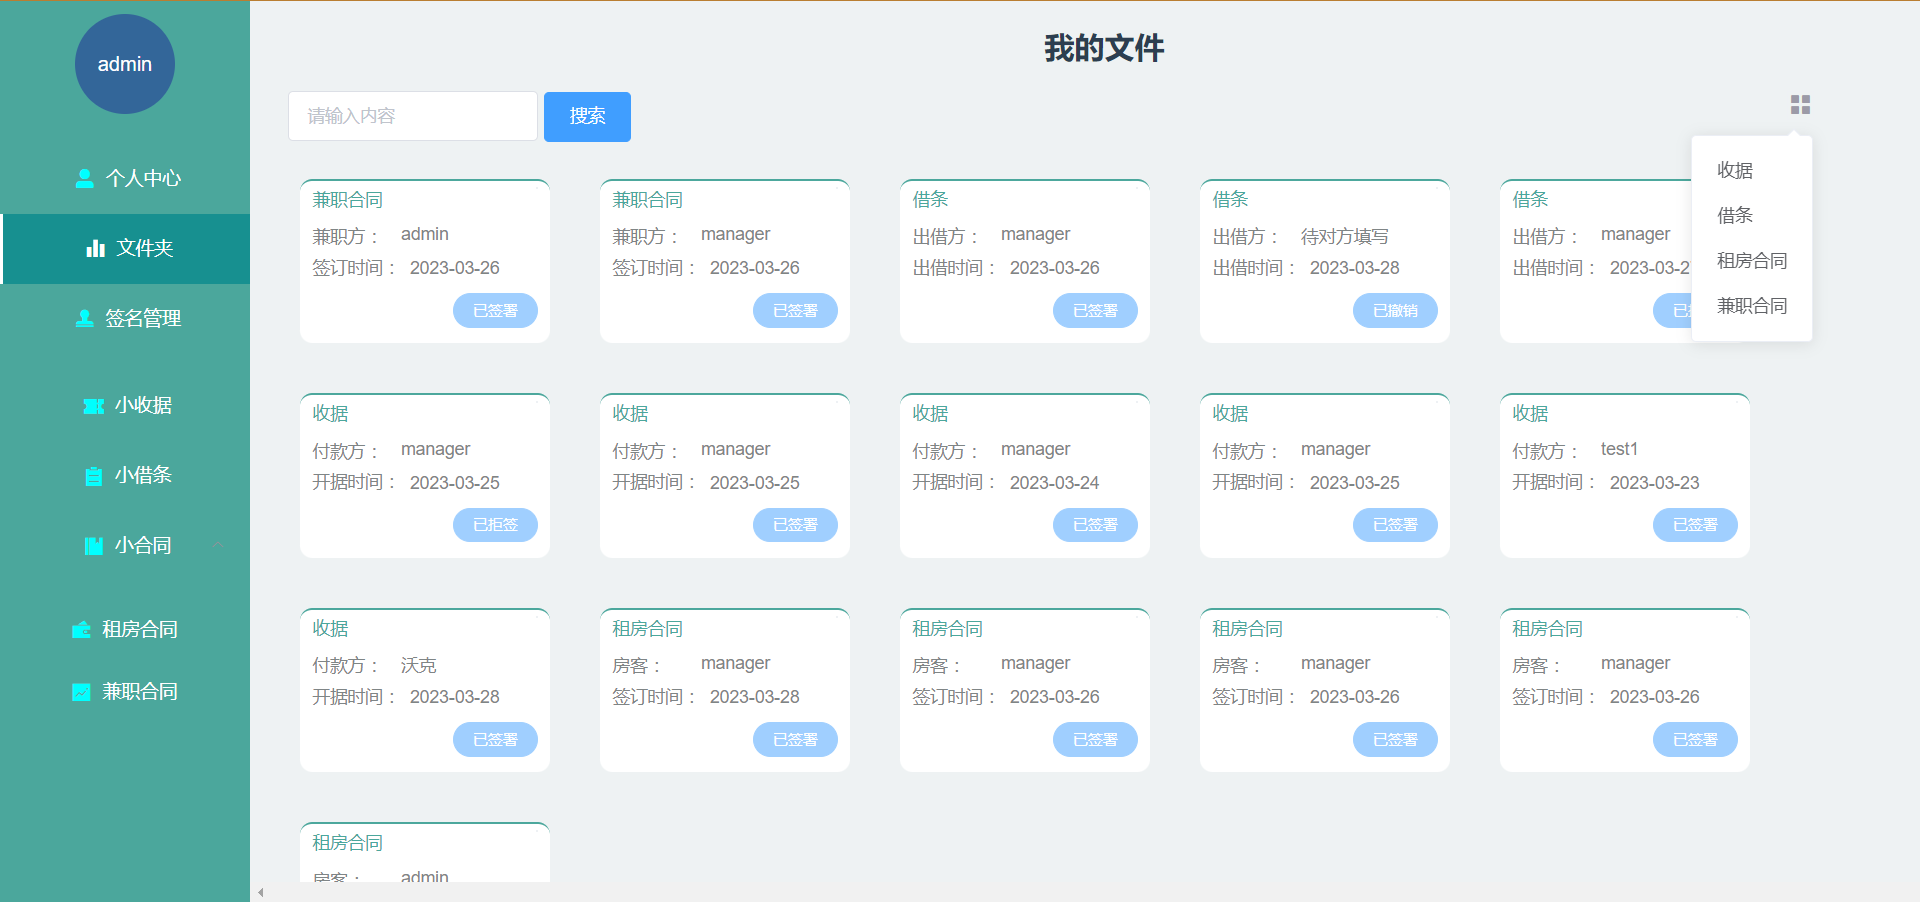 admin
个人中心
文件夹
签名管理
小收据
小借条
小合同
租房合同
兼职合同
我的文件
请输入内容
搜索
收据
借条
租房合同
兼职合同
兼职合同
兼职方： admin
签订时间： 2023-03-26
已签署
兼职合同
兼职方： manager
签订时间： 2023-03-26
已签署
借条
出借方： manager
出借时间： 2023-03-26
已签署
借条
出借方： 待对方填写
出借时间： 2023-03-28
已撤销
借条
出借方： manager
出借时间： 2023-03-2
已
收据
付款方： manager
开据时间： 2023-03-25
已拒签
收据
付款方： manager
开据时间： 2023-03-25
已签署
收据
付款方： manager
开据时间： 2023-03-24
已签署
收据
付款方： manager
开据时间： 2023-03-25
已签署
收据
付款方： test1
开据时间： 2023-03-23
已签署
收据
付款方： 沃克
开据时间： 2023-03-28
已签署
租房合同
房客： manager
签订时间： 2023-03-28
已签署
租房合同
房客： manager
签订时间： 2023-03-26
已签署
租房合同
房客： manager
签订时间： 2023-03-26
已签署
租房合同
房客： manager
签订时间： 2023-03-26
已签署
租房合同
房客： admin